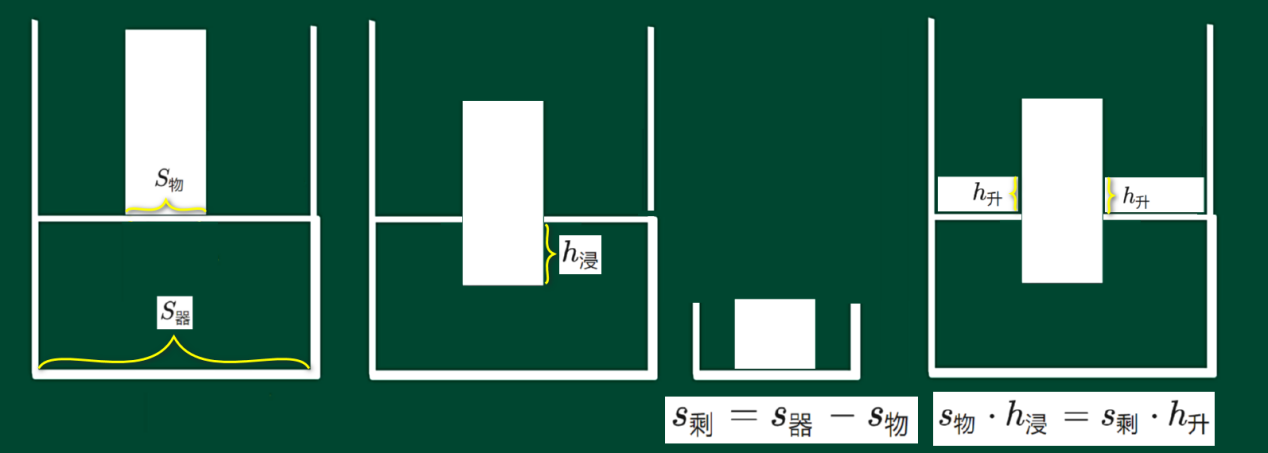 S物
S器
h浸
h升
h升
s剩 = s器 − s物
s物 · h浸 = s剩 · h升